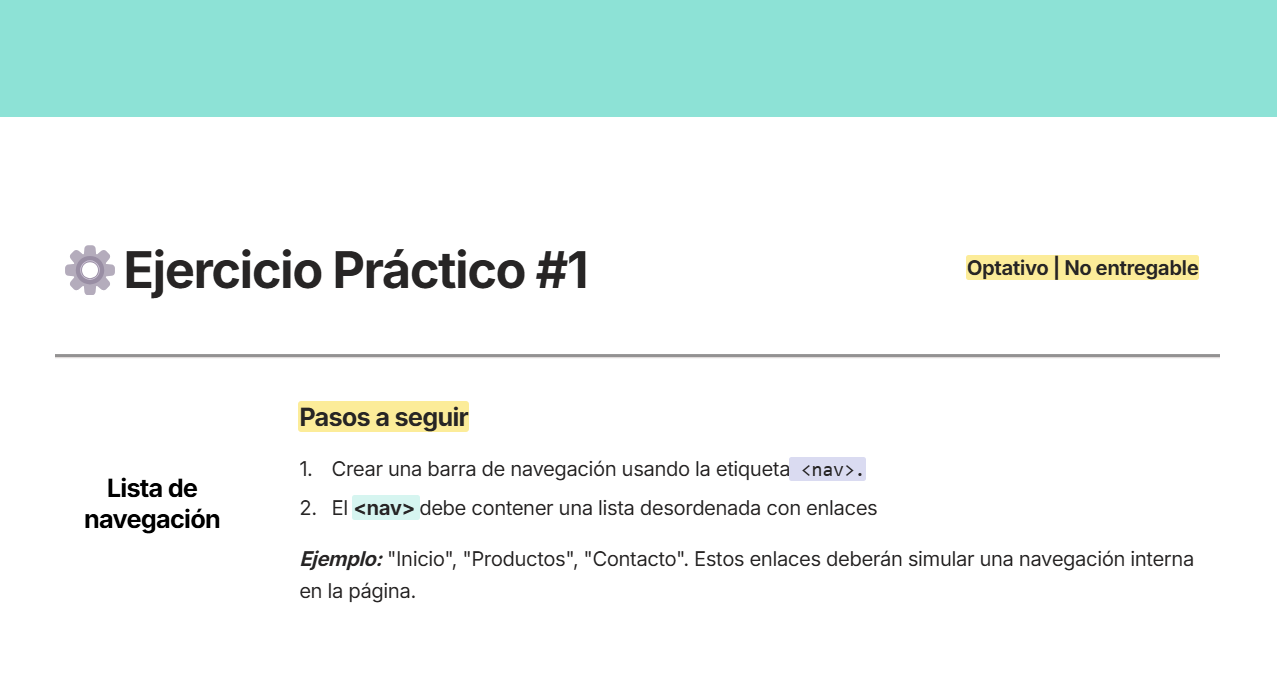 Ejercicio Práctico #1
Optativo | No entregable
Lista de
navegación
Pasos a seguir
1. Crear una barra de navegación usando la etiqueta <nav>.
2. El <nav> debe contener una lista desordenada con enlaces
Ejemplo: "Inicio", "Productos", "Contacto". Estos enlaces deberán simular una navegación interna
en la página.